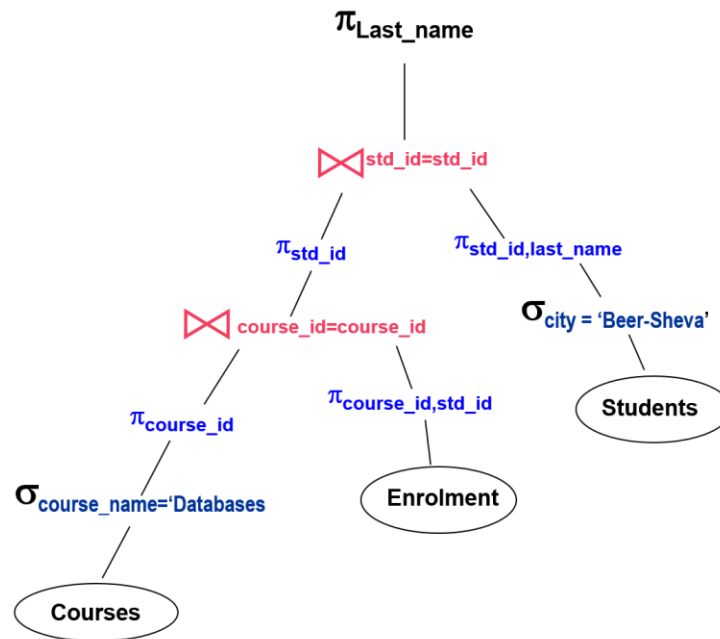 πLast_name
⋈ std_id=std_id
πstd_id
πstd_id,last_name
σcity = ‘Beer-Sheva’
⋈ course_id=course_id
πcourse_id
πcourse_id,std_id
Students
σcourse_name=‘Databases
Enrolment
Courses